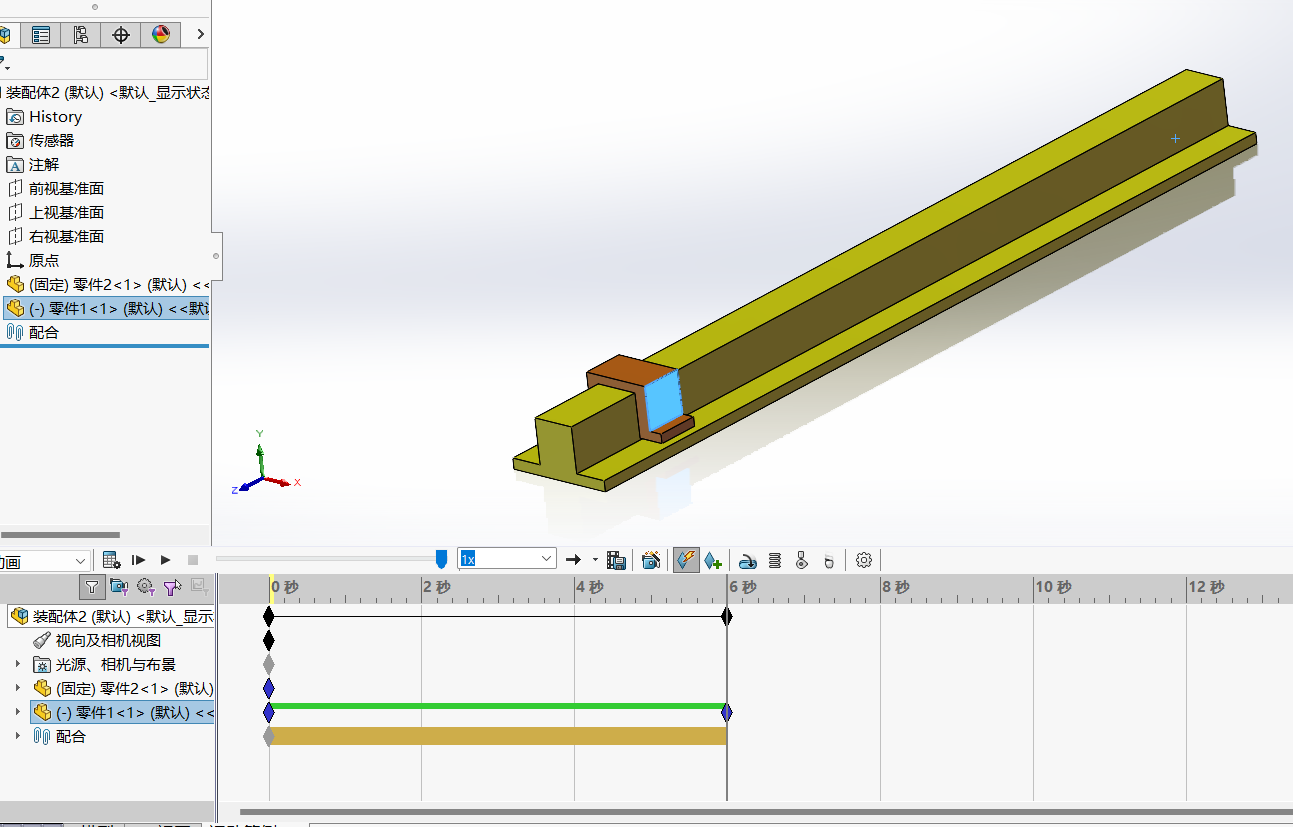 装配体2 (默认) <默认_显示状态
History
传感器
注解
前视基准面
上视基准面
右视基准面
原点
(固定) 零件2<1> (默认) <<
(-) 零件1<1> (默认) <<默认
配合
Y
X
Z
动画
1x
0 秒
2 秒
4 秒
6 秒
8 秒
10 秒
12 秒
装配体2 (默认) <默认_显示
视向及相机视图
光源、相机与布景
(固定) 零件2<1> (默认)
(-) 零件1<1> (默认) <<
配合